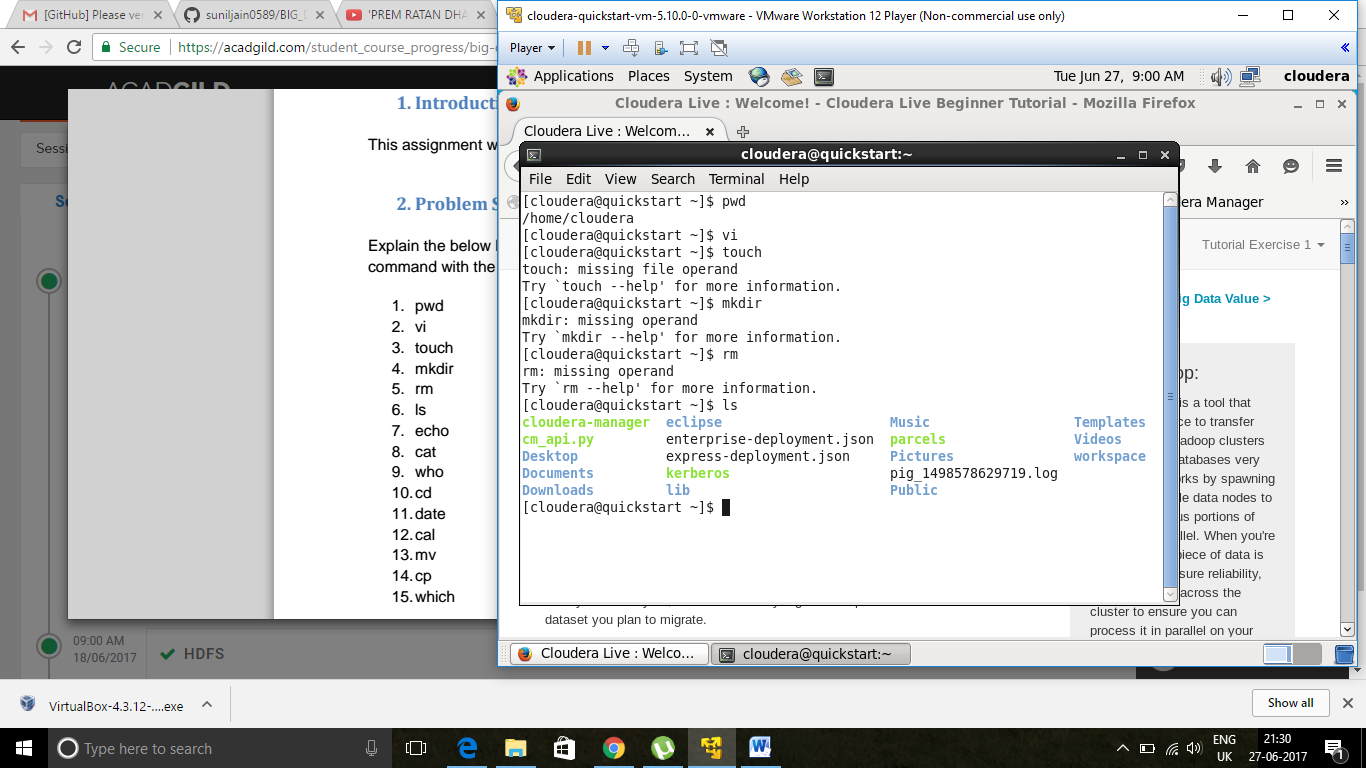 [GitHub] Please ve
suniljain0589/BIG_
'PREM RATAN DHA
Secure
https://acadgild.com/student_course_progress/big-
ACADGILD
Sessi
1. Introducti
This assignment w
2. Problem S
Explain the below
command with the
1. pwd
2. vi
3. touch
4. mkdir
5. rm
6. ls
7. echo
8. cat
9. who
10. cd
11. date
12. cal
13. mv
14. cp
15. which
09:00 AM
18/06/2017
HDFS
cloudera-quickstart-vm-5.10.0-0-vmware - VMware Workstation 12 Player (Non-commercial use only)
Player
Applications Places System
Tue Jun 27, 9:00 AM
cloudera
Cloudera Live : Welcome! - Cloudera Live Beginner Tutorial - Mozilla Firefox
Cloudera Live : Welcom...
cloudera@quickstart:~
File Edit View Search Terminal Help
[cloudera@quickstart ~]$ pwd
/home/cloudera
[cloudera@quickstart ~]$ vi
[cloudera@quickstart ~]$ touch
touch: missing file operand
Try `touch --help' for more information.
[cloudera@quickstart ~]$ mkdir
mkdir: missing operand
Try `mkdir --help' for more information.
[cloudera@quickstart ~]$ rm
rm: missing operand
Try `rm --help' for more information.
[cloudera@quickstart ~]$ ls
cloudera-manager eclipse Music Templates
cm_api.py enterprise-deployment.json parcels Videos
Desktop express-deployment.json Pictures workspace
Documents kerberos pig_1498578629719.log
Downloads lib Public
[cloudera@quickstart ~]$
era Manager
»
Tutorial Exercise 1
ig Data Value >
op:
is a tool that
ce to transfer
adoop clusters
atabases very
rks by spawning
le data nodes to
us portions of
llel. When you're
piece of data is
sure reliability,
across the
cluster to ensure you can
process it in parallel on your
dataset you plan to migrate.
Cloudera Live : Welco...
cloudera@quickstart:~
VirtualBox-4.3.12-....exe
Show all
Type here to search
ENG
UK
21:30
27-06-2017
1